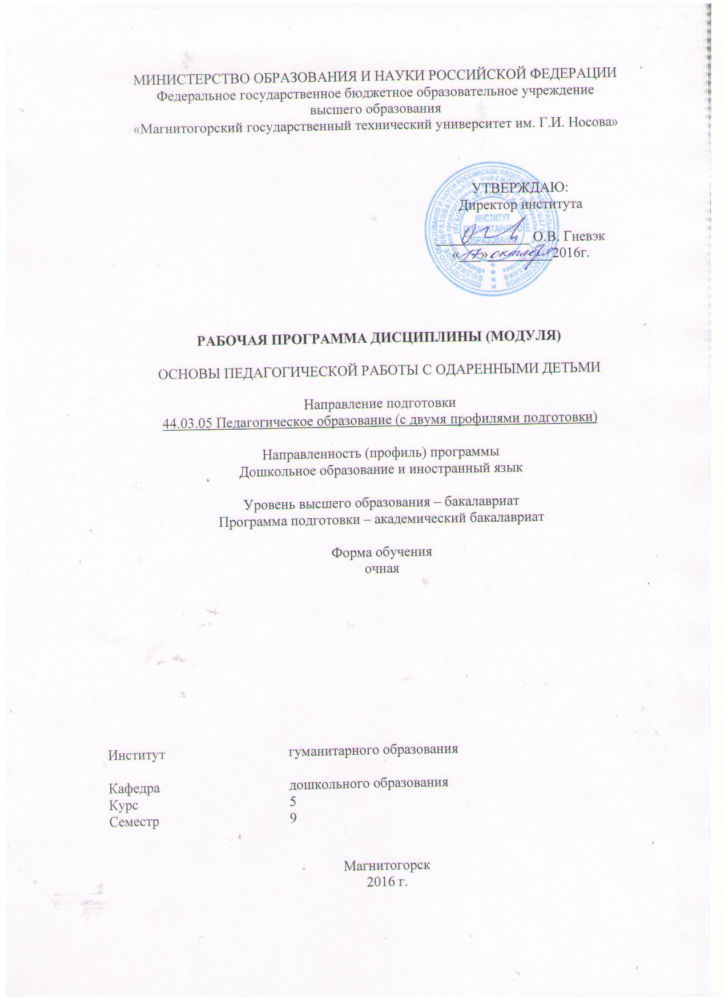 МИНИСТЕРСТВО ОБРАЗОВАНИЯ И НАУКИ РОССИЙСКОЙ ФЕДЕРАЦИИ
Федеральное государственное бюджетное образовательное учреждение
высшего образования
«Магнитогорский государственный технический университет им. Г.И. Носова»
УТВЕРЖДАЮ:
Директор института
О.В. Гневэк
«17» октября 2016г.
ИНСТИТУТ
ГУМАНИТАРНОГО
ОБРАЗОВАНИЯ
РАБОЧАЯ ПРОГРАММА ДИСЦИПЛИНЫ (МОДУЛЯ)
ОСНОВЫ ПЕДАГОГИЧЕСКОЙ РАБОТЫ С ОДАРЕННЫМИ ДЕТЬМИ
Направление подготовки
44.03.05 Педагогическое образование (с двумя профилями подготовки)
Направленность (профиль) программы
Дошкольное образование и иностранный язык
Уровень высшего образования – бакалавриат
Программа подготовки – академический бакалавриат
Форма обучения
очная
Институт гуманитарного образования
Кафедра дошкольного образования
Курс 5
Семестр 9
Магнитогорск
2016 г.